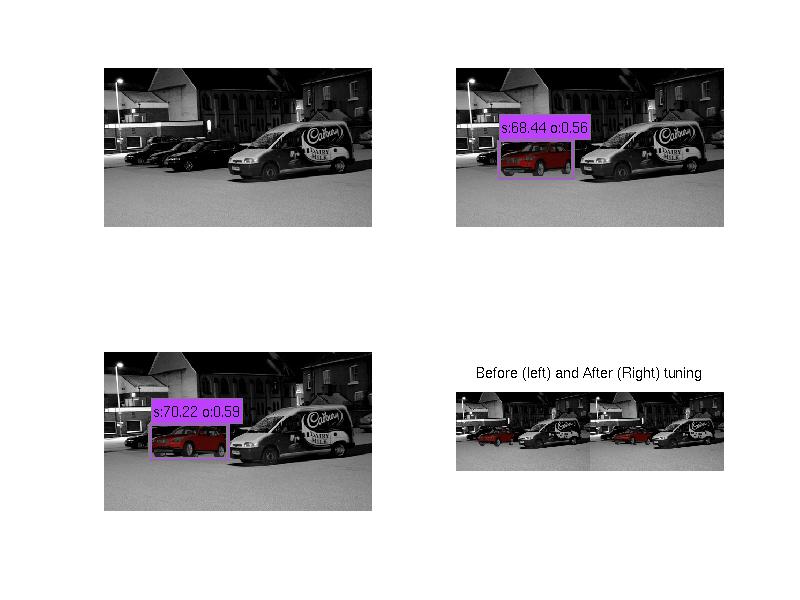 Cadbury
DAIRY
MILK
s:68.44 o:0.56
Cadbury
DAIRY
MILK
s:70.22 o:0.59
Cadbury
DAIRY
MILK
Before (left) and After (Right) tuning